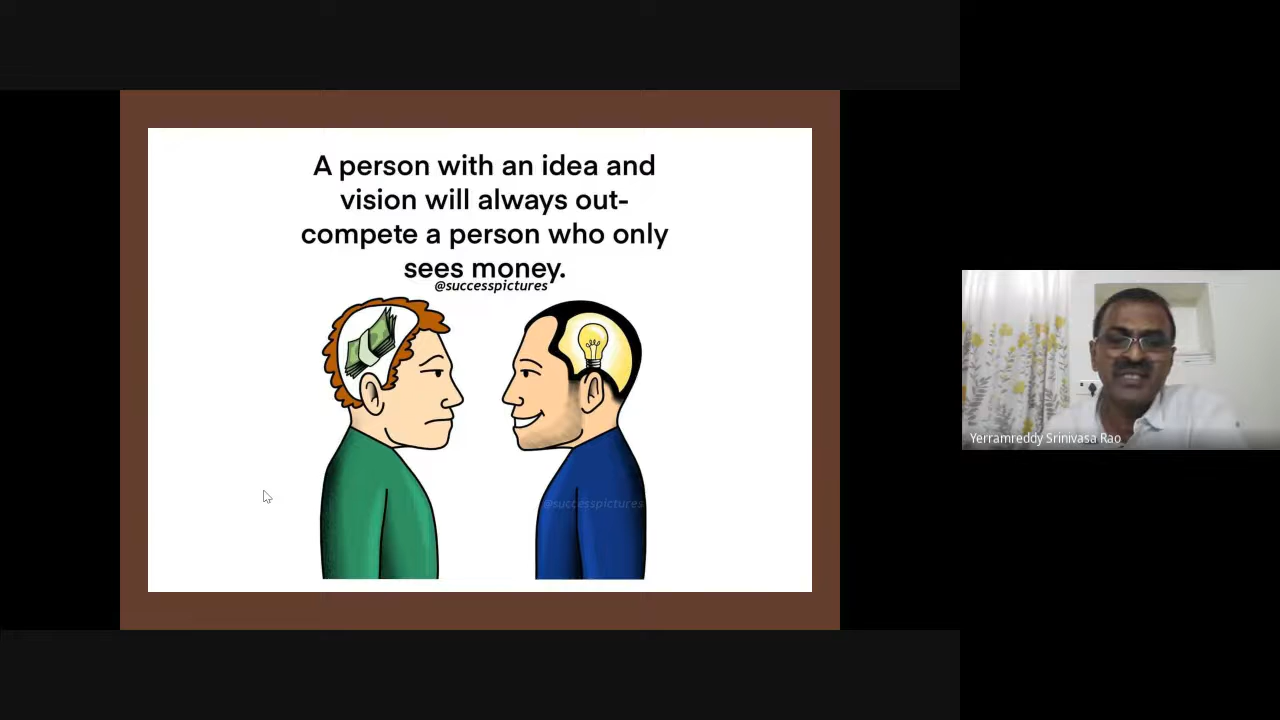 A person with an idea and
vision will always out-
compete a person who only
sees money.
@successpictures
@successpictures
Yerramreddy Srinivasa Rao